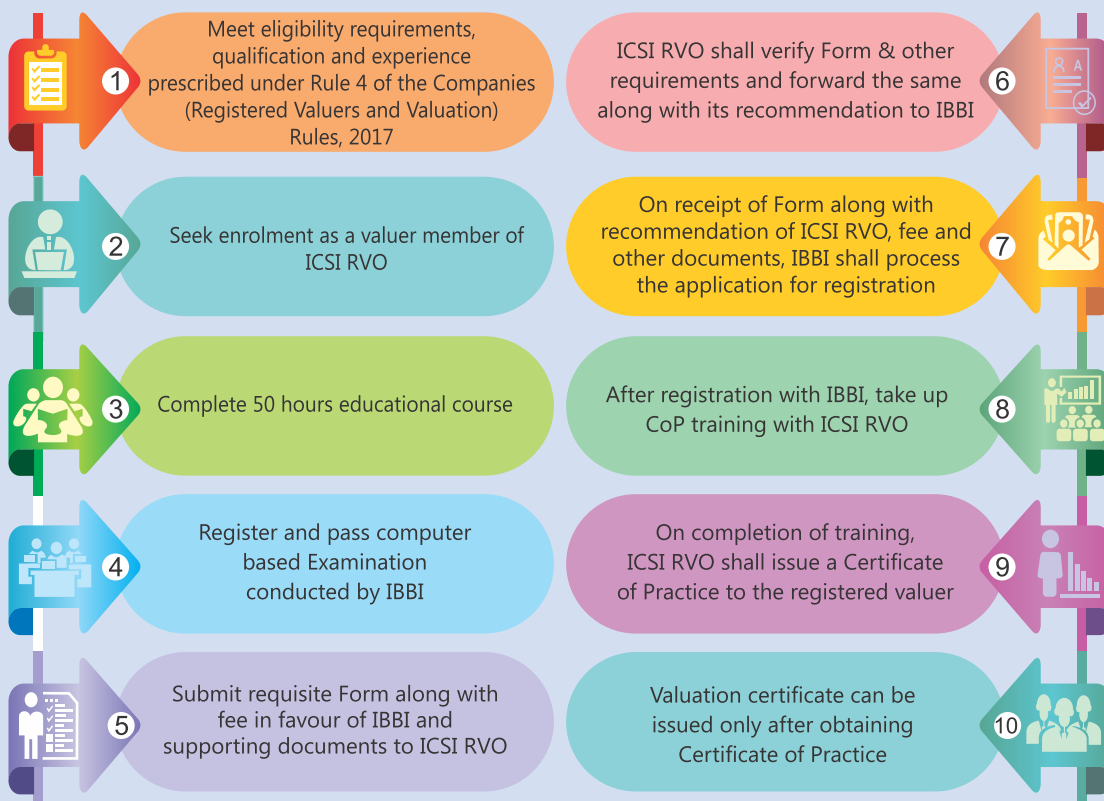 1
Meet eligibility requirements,
qualification and experience
prescribed under Rule 4 of the Companies
(Registered Valuers and Valuation)
Rules, 2017
2
Seek enrolment as a valuer member of
ICSI RVO
3
Complete 50 hours educational course
4
Register and pass computer
based Examination
conducted by IBBI
5
Submit requisite Form along with
fee in favour of IBBI and
supporting documents to ICSI RVO
6
ICSI RVO shall verify Form & other
requirements and forward the same
along with its recommendation to IBBI
A
7
On receipt of Form along with
recommendation of ICSI RVO, fee and
other documents, IBBI shall process
the application for registration
8
After registration with IBBI, take up
CoP training with ICSI RVO
9
On completion of training,
ICSI RVO shall issue a Certificate
of Practice to the registered valuer
10
Valuation certificate can be
issued only after obtaining
Certificate of Practice